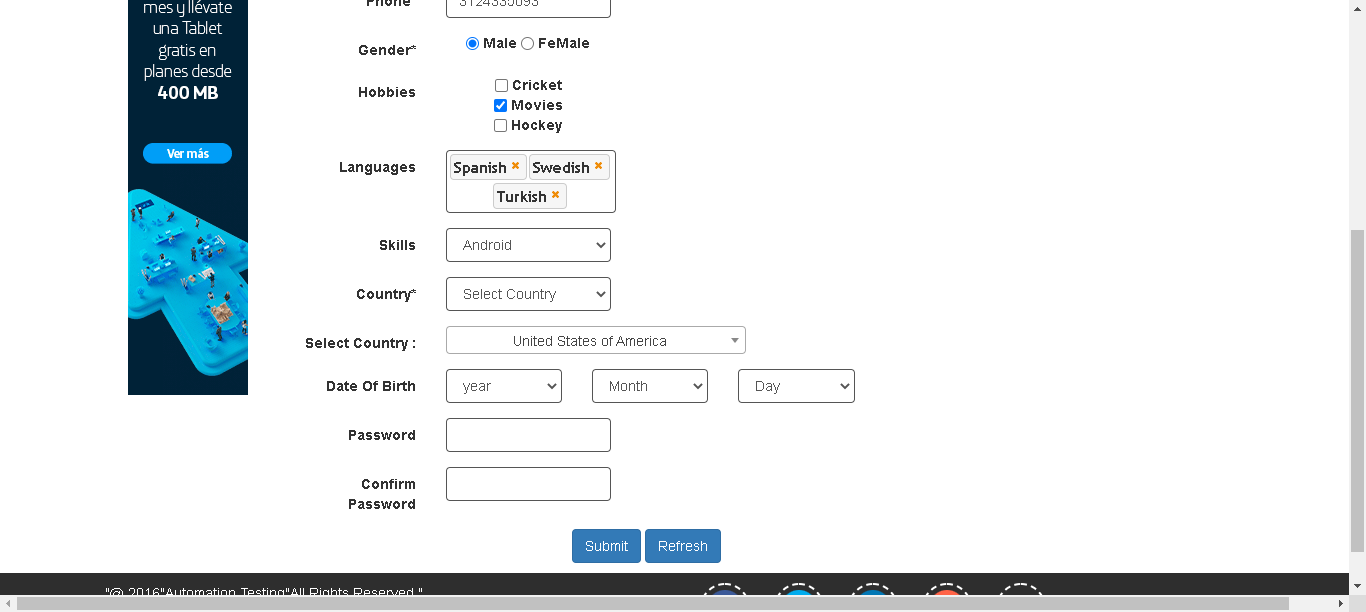 mes y llévate
una Tablet
gratis en
planes desde
400 MB
Ver más
Phone
3124335093
Gender*
Male FeMale
Hobbies
Cricket
Movies
Hockey
Languages
Spanish Swedish
Turkish
Skills
Android
Country*
Select Country
Select Country :
United States of America
Date Of Birth
year Month Day
Password
Confirm
Password
Submit Refresh
"@ 2016"Automation Testing"All Rights Reserved."